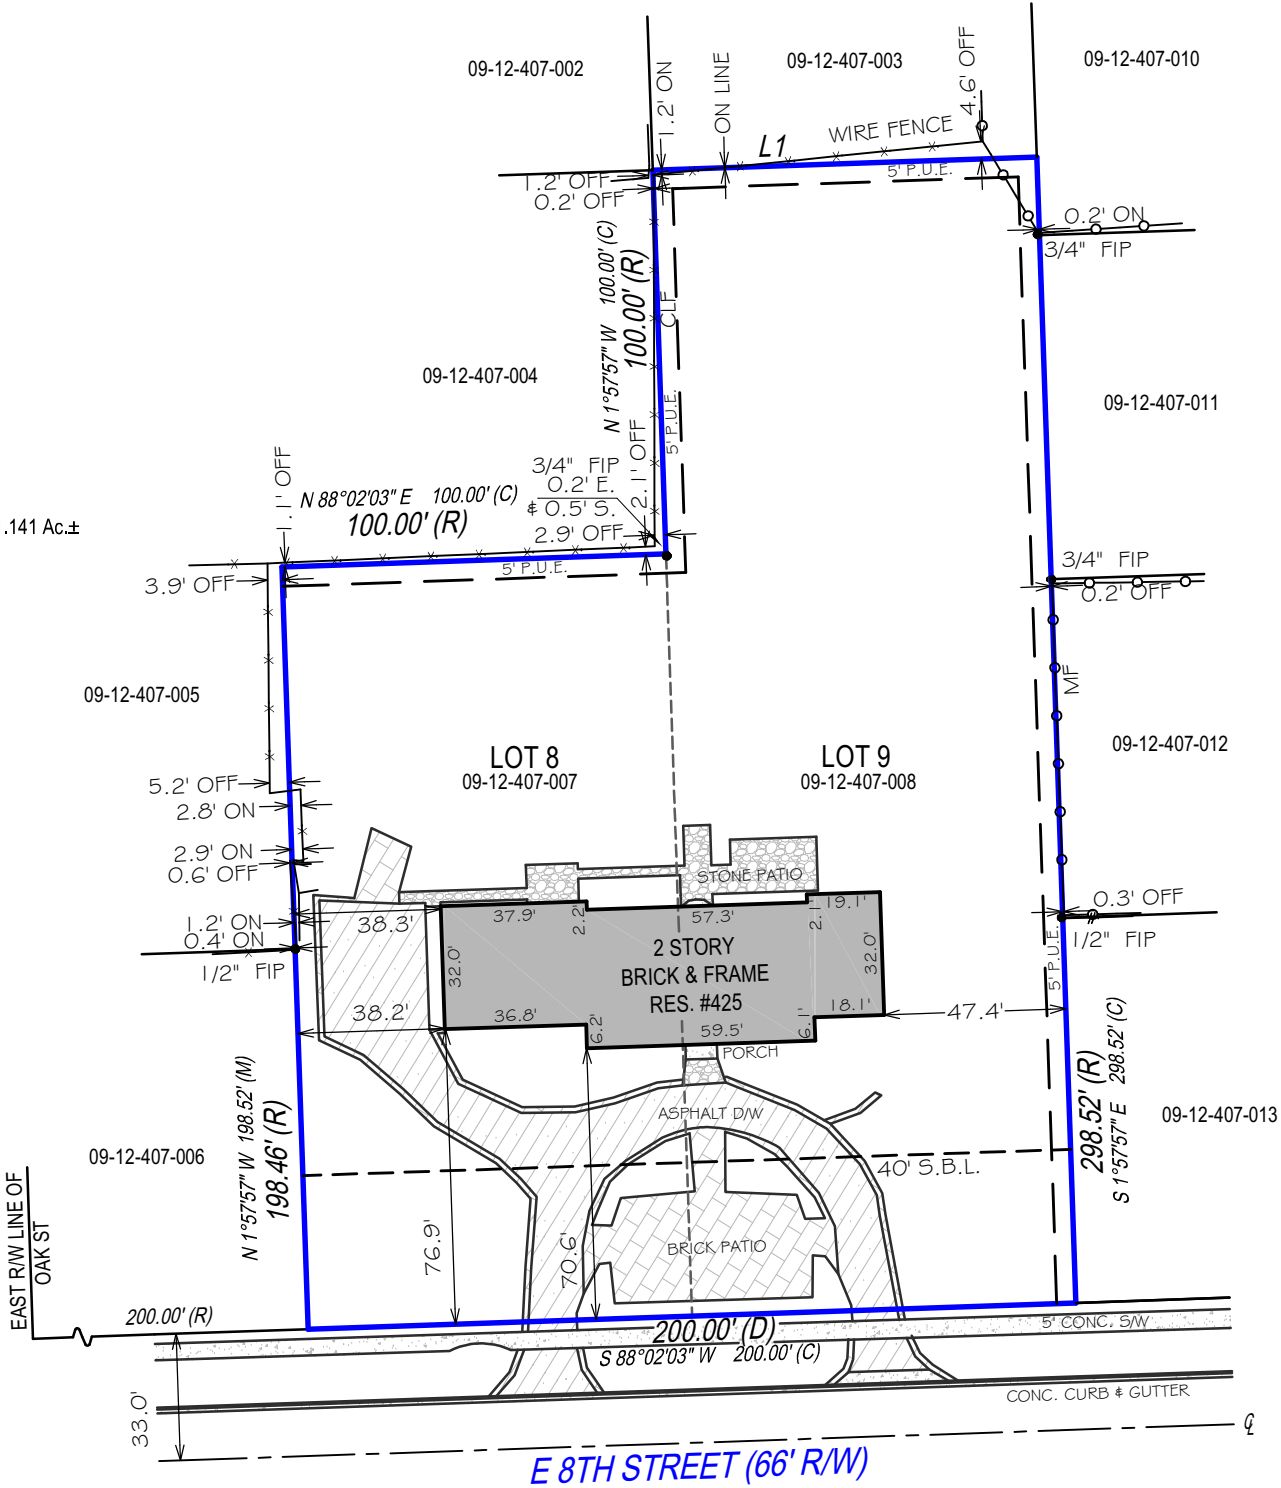 09-12-407-002
09-12-407-003
09-12-407-010
1.2' ON
ON LINE
4.6' OFF
WIRE FENCE
L1
5' P.U.E.
1.2' OFF
0.2' OFF
0.2' ON
3/4" FIP
N 1°57'57" W 100.00' (C)
100.00' (R)
CLF
5' P.U.E.
09-12-407-004
09-12-407-011
1.1' OFF
3/4" FIP
0.2' E.
& 0.5' S.
2.1' OFF
2.9' OFF
N 88°02'03" E 100.00' (C)
100.00' (R)
.141 Ac.±
5' P.U.E.
3.9' OFF
3/4" FIP
0.2' OFF
MF
09-12-407-005
09-12-407-012
LOT 8
09-12-407-007
LOT 9
09-12-407-008
5.2' OFF
2.8' ON
2.9' ON
0.6' OFF
1.2' ON
0.4' ON
1/2" FIP
STONE PATIO
38.3'
37.9'
2.2'
57.3'
2.1'
19.1'
0.3' OFF
1/2" FIP
5' P.U.E.
32.0'
2 STORY
BRICK & FRAME
RES. #425
32.0'
38.2'
36.8'
6.2'
59.5'
6.1'
18.1'
47.4'
PORCH
N 1°57'57" W 198.52' (M)
198.46' (R)
298.52' (R)
S 1°57'57" E 298.52' (C)
ASPHALT D/W
09-12-407-006
09-12-407-013
40' S.B.L.
76.9'
70.6'
BRICK PATIO
EAST R/W LINE OF
OAK ST
200.00' (R)
200.00' (D)
S 88°02'03" W 200.00' (C)
5' CONC. S/W
CONC. CURB & GUTTER
33.0'
℄
E 8TH STREET (66' R/W)